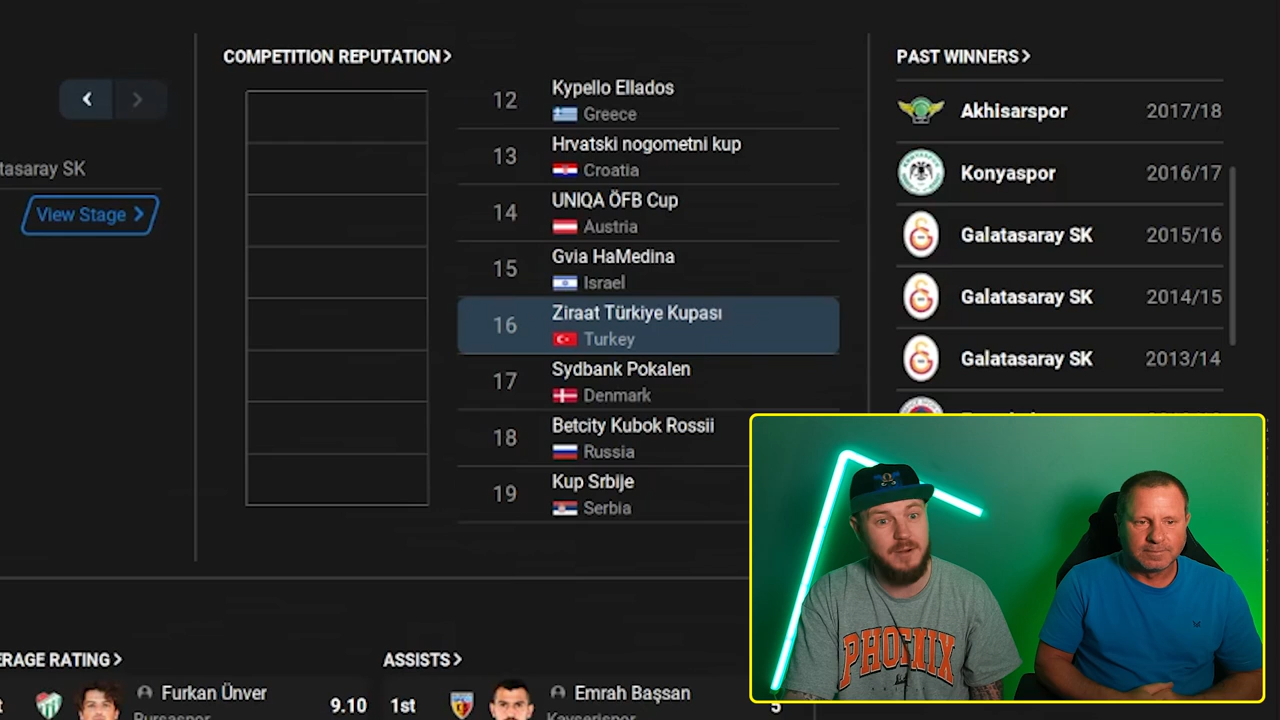 COMPETITION REPUTATION
PAST WINNERS
tasaray SK
View Stage
12
Kypello Ellados
Greece
13
Hrvatski nogometni kup
Croatia
14
UNIQA ÖFB Cup
Austria
15
Gvia HaMedina
Israel
16
Ziraat Türkiye Kupası
Turkey
17
Sydbank Pokalen
Denmark
18
Betcity Kubok Rossii
Russia
19
Kup Srbije
Serbia
Akhisarspor 2017/18
Konyaspor 2016/17
Galatasaray SK 2015/16
Galatasaray SK 2014/15
Galatasaray SK 2013/14
PHOENIX
ERAGE RATING
ASSISTS
Furkan Ünver 9.10
Bursaspor
1st Emrah Başsan 5
Kayserispor